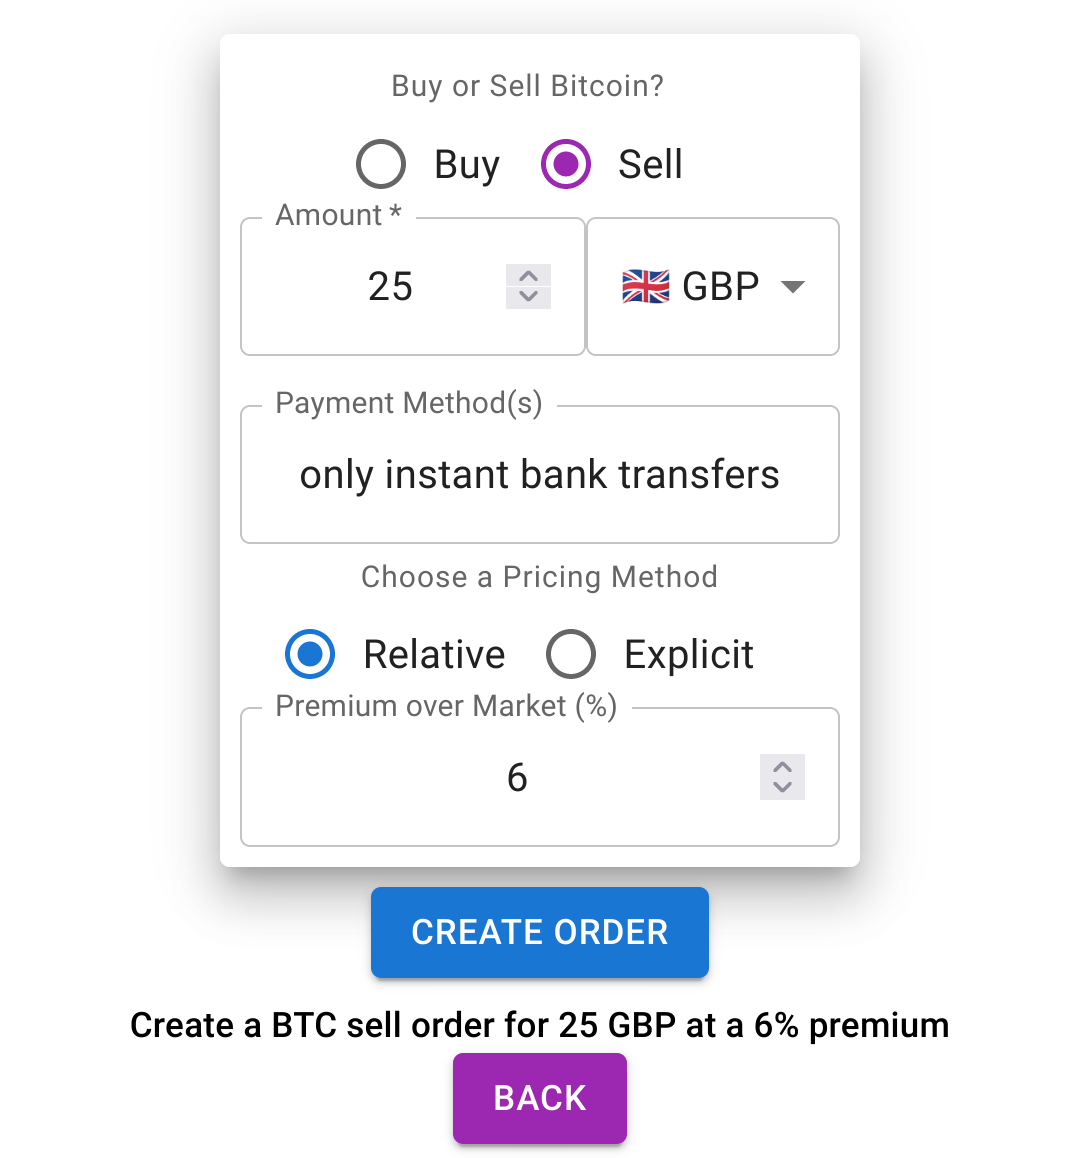 Buy or Sell Bitcoin?
Buy Sell
Amount *
25 GBP
Payment Method(s)
only instant bank transfers
Choose a Pricing Method
Relative Explicit
Premium over Market (%)
6
CREATE ORDER
Create a BTC sell order for 25 GBP at a 6% premium
BACK